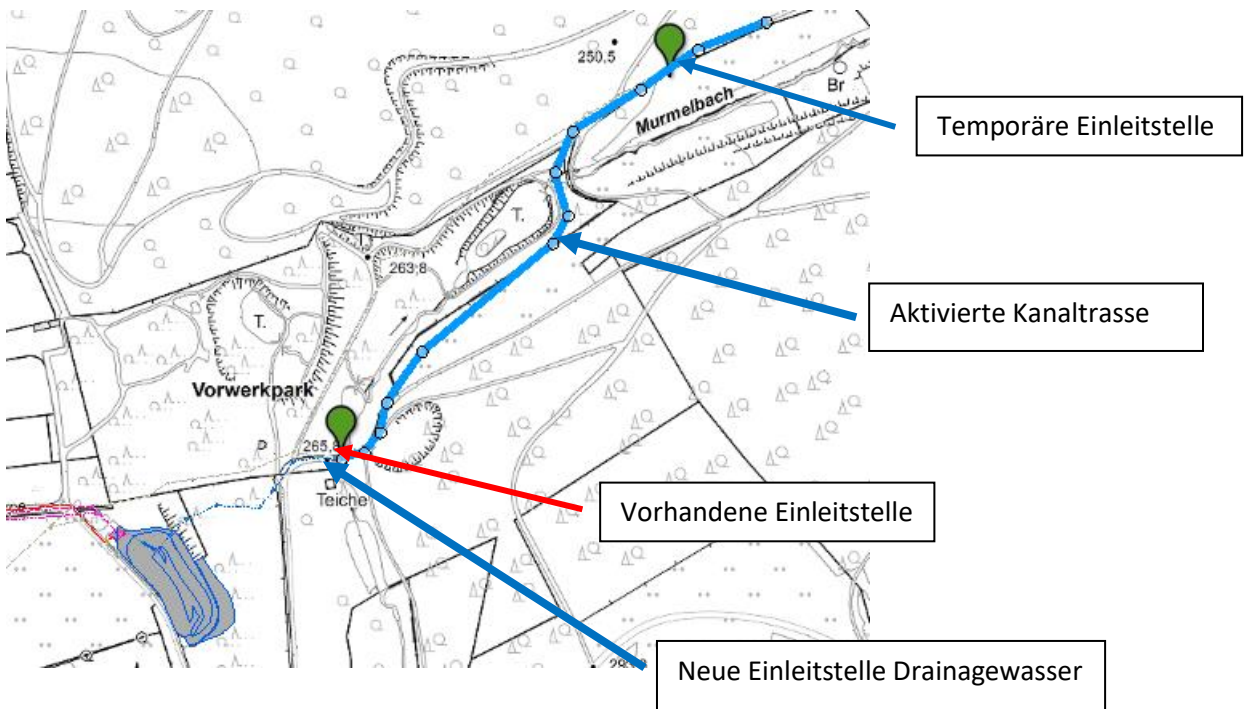 250,5
Br
Murmelbach
Temporäre Einleitstelle
T.
T.
263,8
Aktivierte Kanaltrasse
T.
Vorwerkpark
265,8
Teiche
Vorhandene Einleitstelle
Neue Einleitstelle Drainagewasser